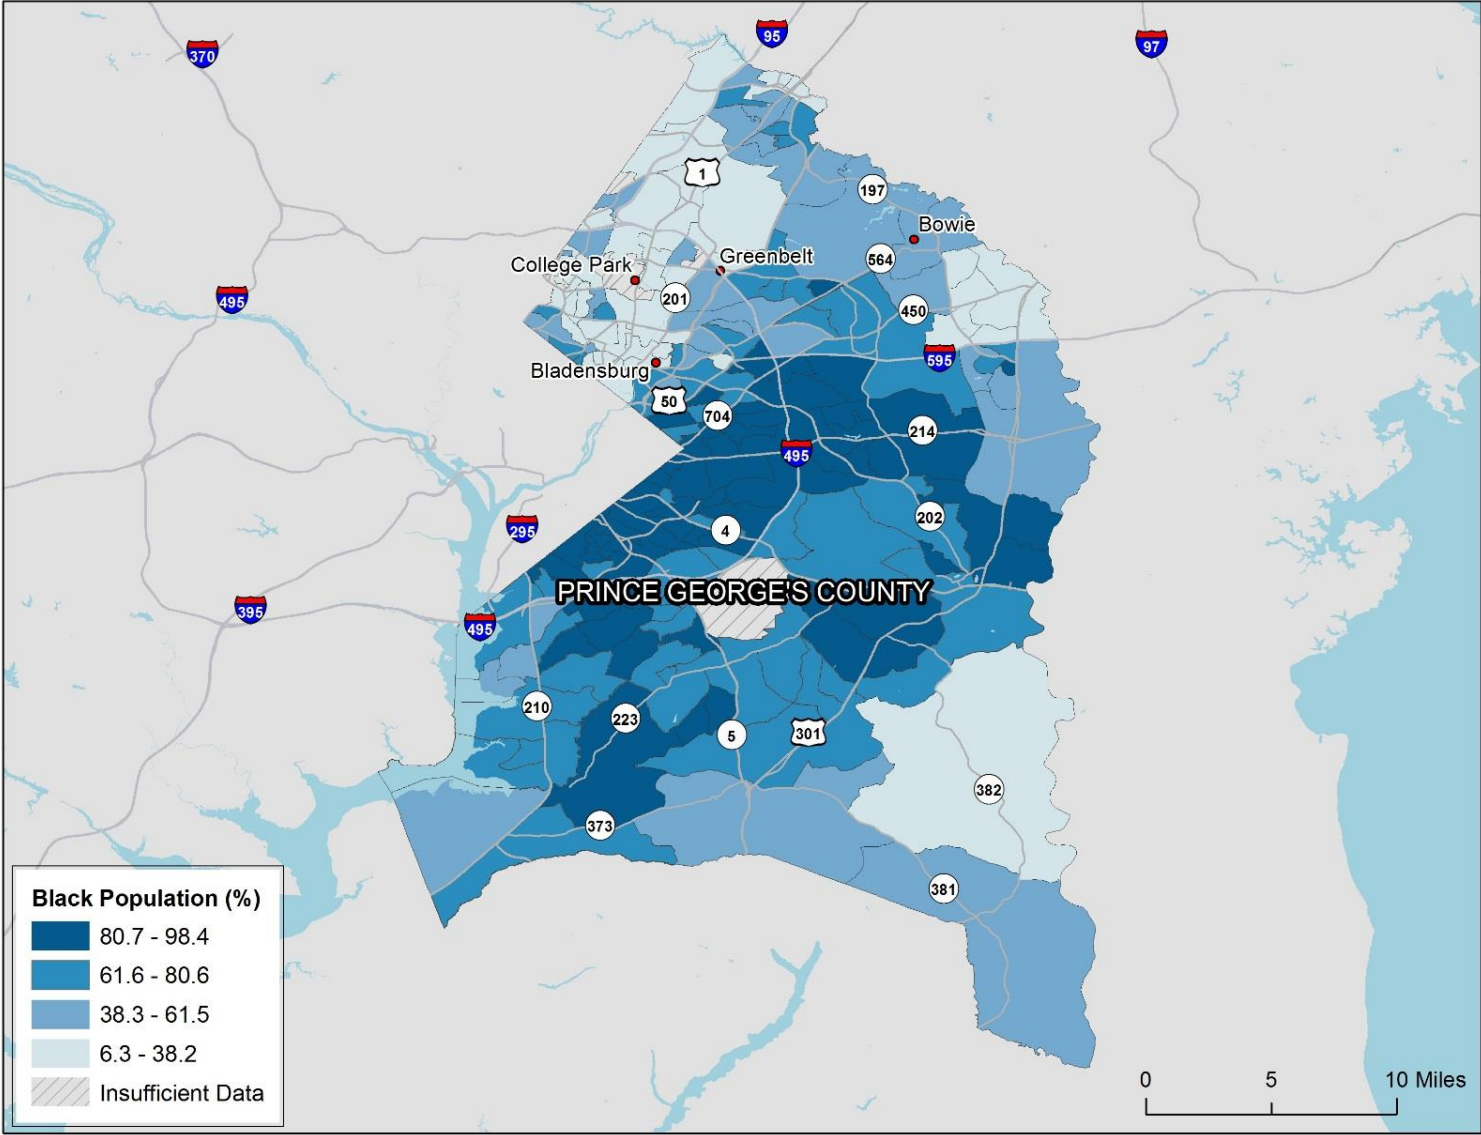 370
95
97
1
197
Bowie
College Park
Greenbelt
564
495
201
450
595
Bladensburg
50
704
214
495
202
295
4
PRINCE GEORGE'S COUNTY
395
495
210
223
5
301
382
373
381
Black Population (%)
80.7 - 98.4
61.6 - 80.6
38.3 - 61.5
6.3 - 38.2
Insufficient Data
0 5 10 Miles